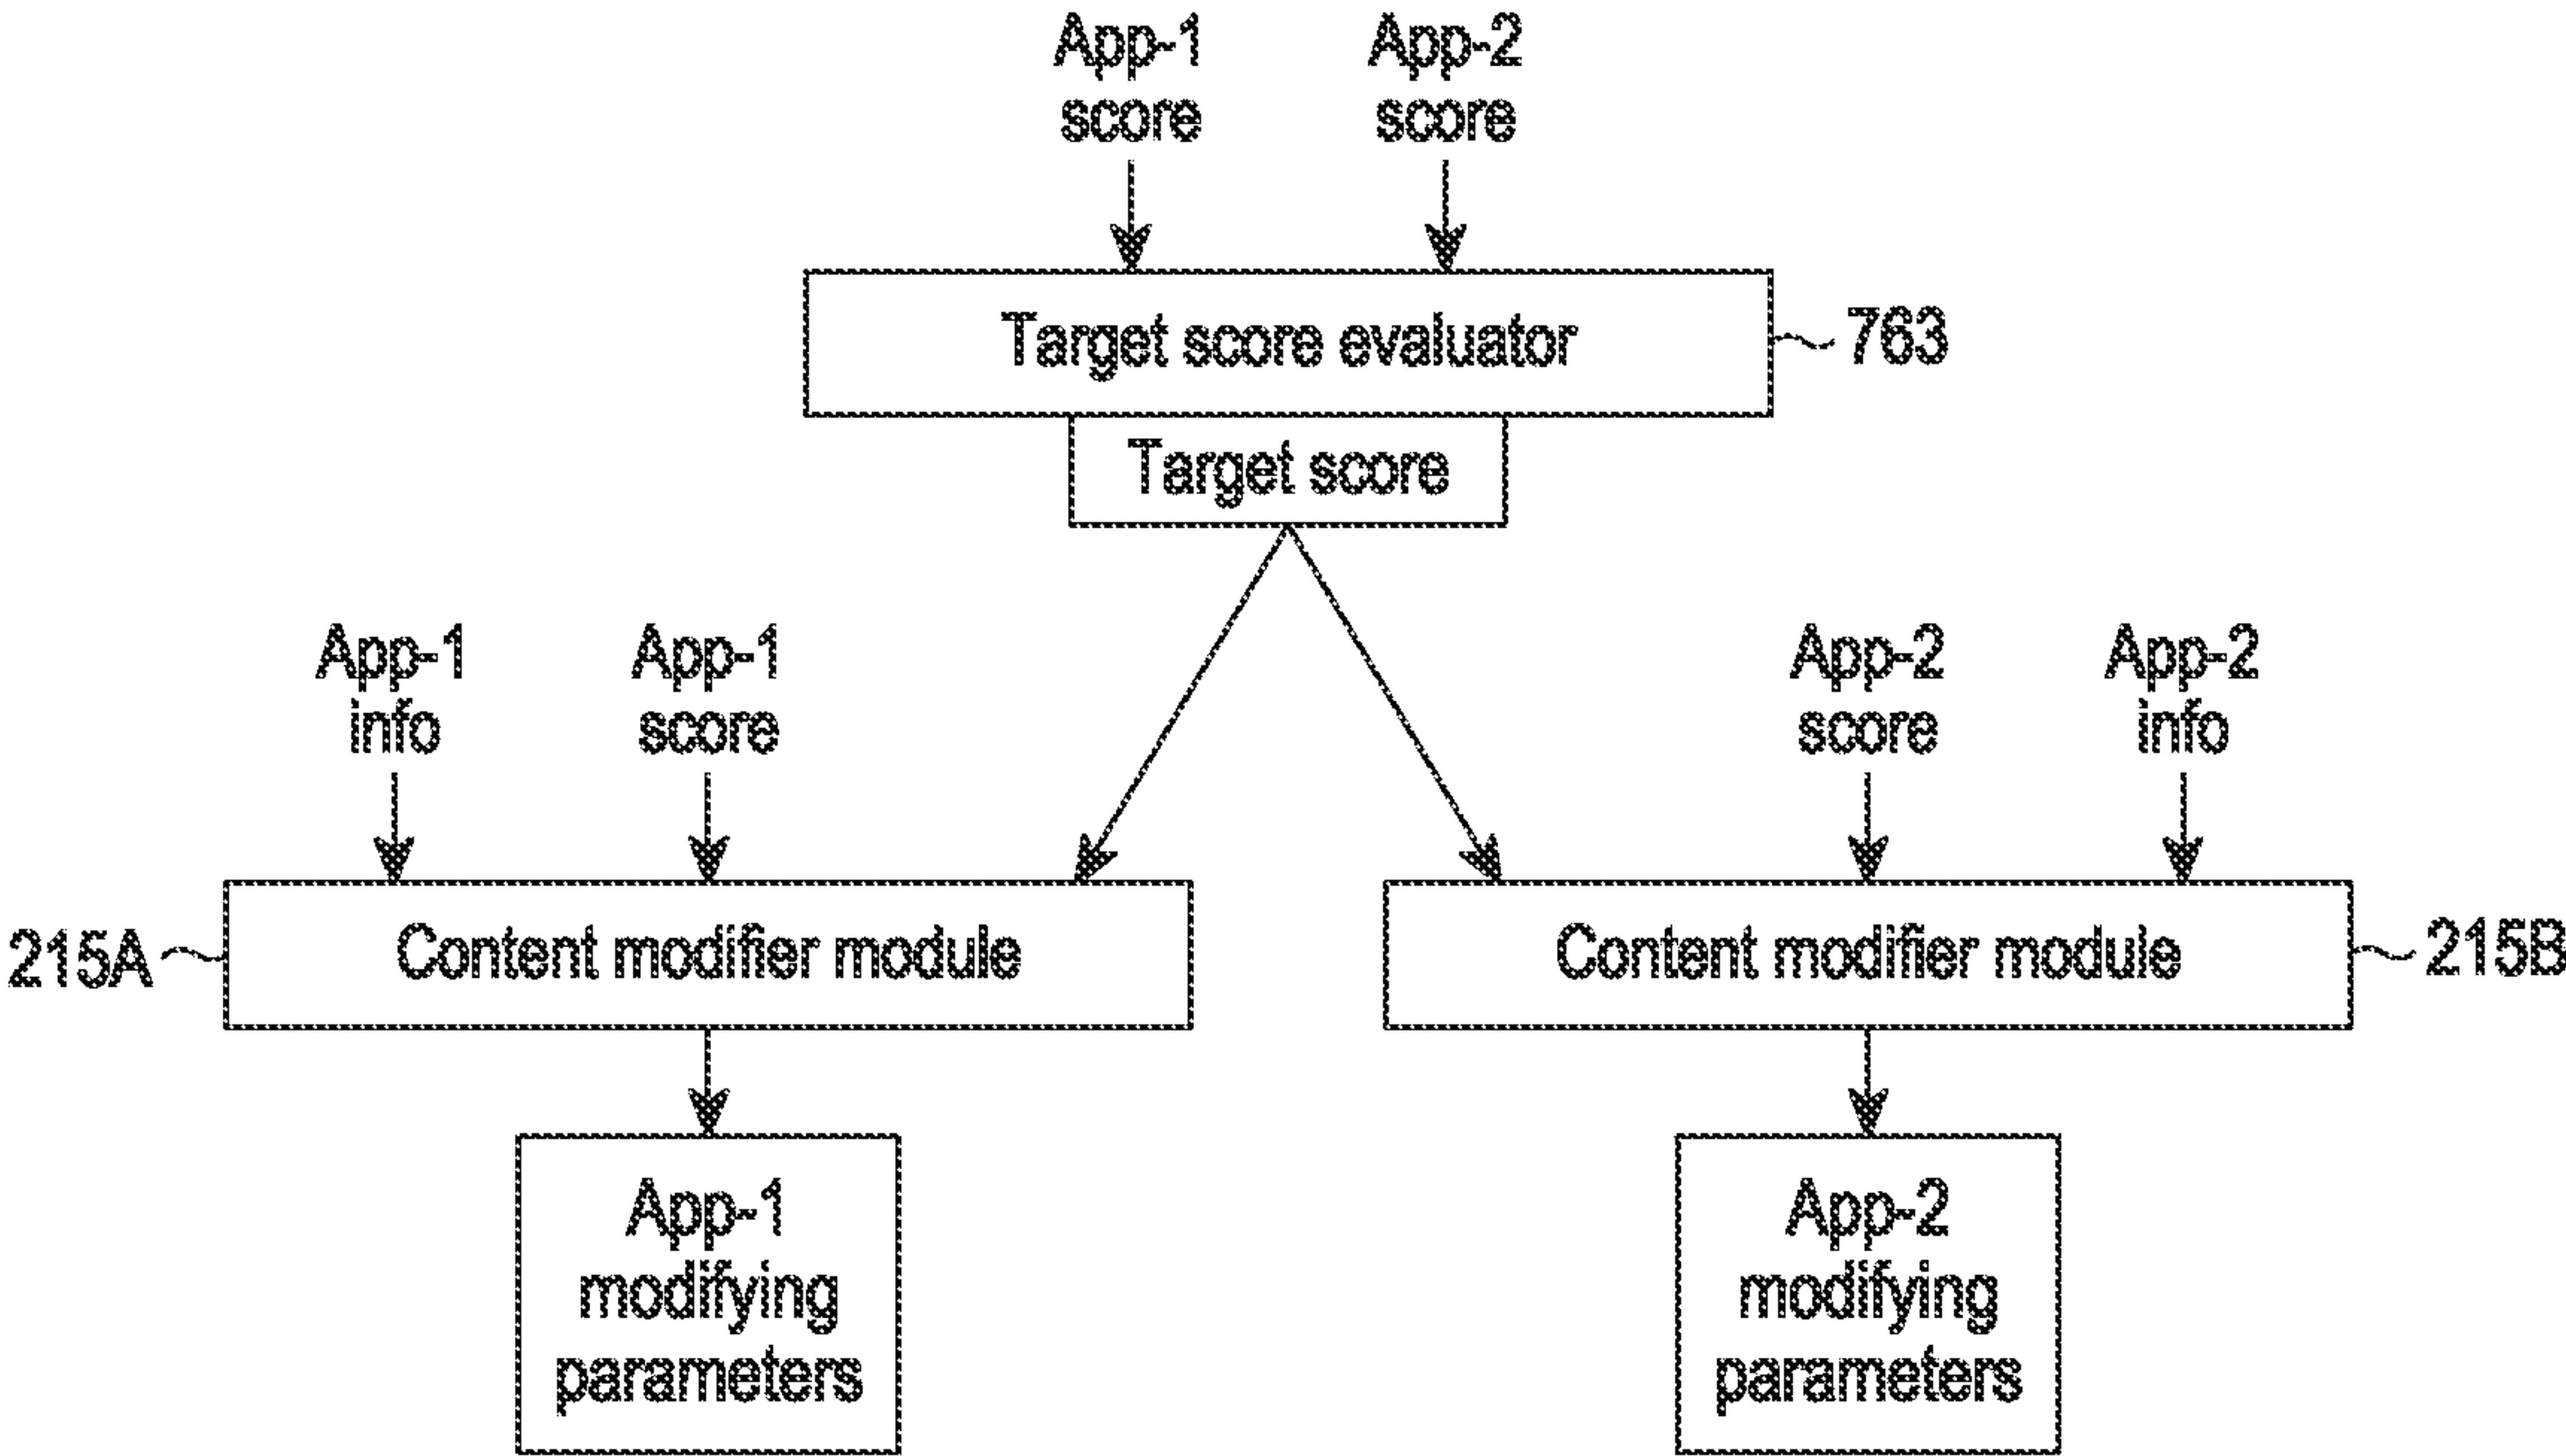 App-1
score
App-2
score
Target score evaluator
763
Target score
App-1
info
App-1
score
App-2
score
App-2
info
215A
Content modifier module
Content modifier module
215B
App-1
modifying
parameters
App-2
modifying
parameters